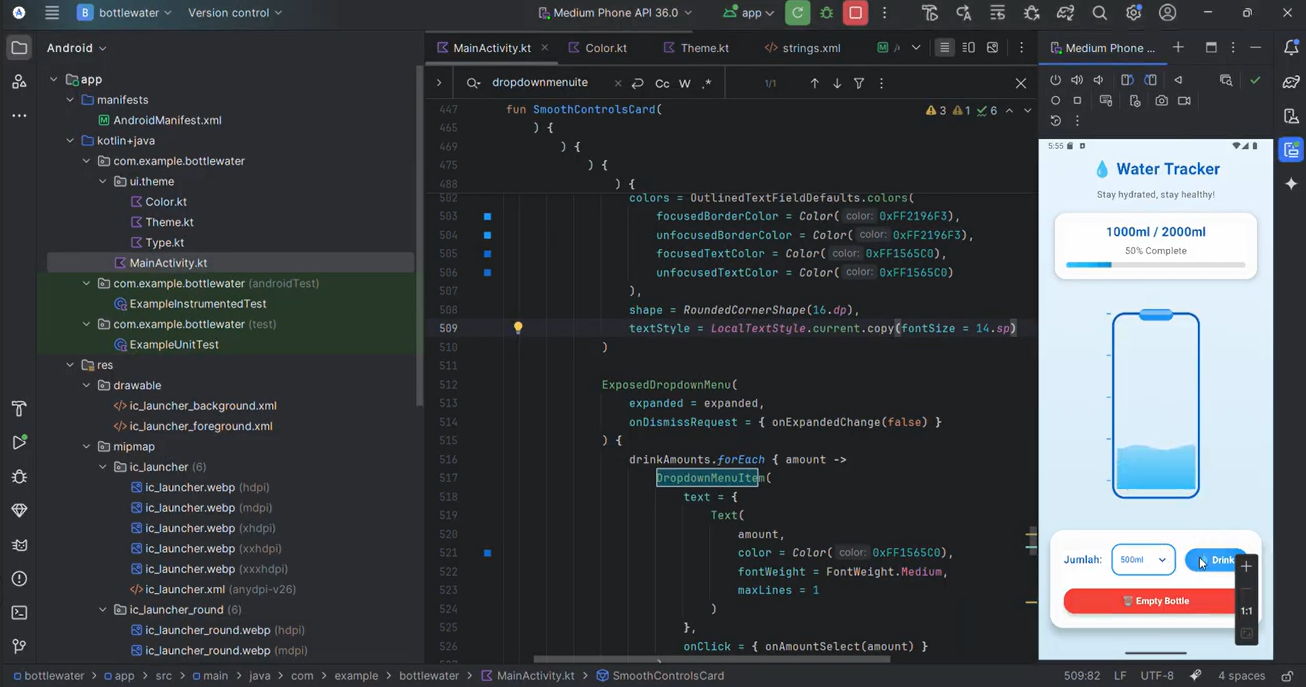 B bottlewater Version control Medium Phone API 36.0 app
Android
app
manifests
AndroidManifest.xml
kotlin+java
com.example.bottlewater
ui.theme
Color.kt
Theme.kt
Type.kt
MainActivity.kt
com.example.bottlewater (androidTest)
ExampleInstrumentedTest
com.example.bottlewater (test)
ExampleUnitTest
res
drawable
ic_launcher_background.xml
ic_launcher_foreground.xml
mipmap
ic_launcher (6)
ic_launcher.webp (hdpi)
ic_launcher.webp (mdpi)
ic_launcher.webp (xhdpi)
ic_launcher.webp (xxhdpi)
ic_launcher.webp (xxxhdpi)
ic_launcher.xml (anydpi-v26)
ic_launcher_round (6)
ic_launcher_round.webp (hdpi)
ic_launcher_round.webp (mdpi)
MainActivity.kt Color.kt Theme.kt strings.xml
dropdownmenuite Cc W .* 1/1
3 1 6
447 fun SmoothControlsCard(
465 ) {
) {
475 ) {
488 ) {
502 colors = OutlinedTextFieldDefaults.colors(
503 focusedBorderColor = Color( color: 0xFF2196F3),
504 unfocusedBorderColor = Color( color: 0xFF2196F3),
505 focusedTextColor = Color( color: 0xFF1565C0),
506 unfocusedTextColor = Color( color: 0xFF1565C0)
507 ),
508 shape = RoundedCornerShape(16.dp),
509 textStyle = LocalTextStyle.current.copy(fontSize = 14.sp)
510 )
511
512 ExposedDropdownMenu(
513 expanded = expanded,
514 onDismissRequest = { onExpandedChange(false) }
515 ) {
516 drinkAmounts.forEach { amount ->
517 DropdownMenuItem(
518 text = {
519 Text(
520 amount,
521 color = Color( color: 0xFF1565C0),
522 fontWeight = FontWeight.Medium,
523 maxLines = 1
524 )
525 },
526 onClick = { onAmountSelect(amount) }
Medium Phone ...
5:55
Water Tracker
Stay hydrated, stay healthy!
1000ml / 2000ml
50% Complete
Jumlah: 500ml Drink
Empty Bottle
1:1
bottlewater app src main java com example bottlewater MainActivity.kt SmoothControlsCard 509:82 LF UTF-8 4 spaces